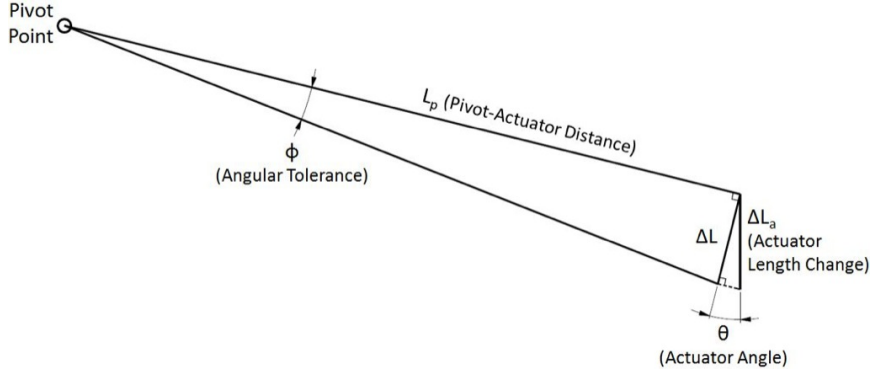 Pivot
Point
Lp (Pivot-Actuator Distance)
ϕ
(Angular Tolerance)
ΔL
ΔLa
(Actuator
Length Change)
θ
(Actuator Angle)